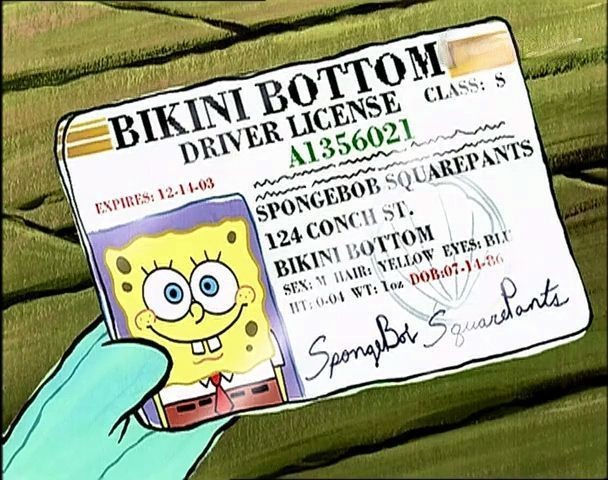 BIKINI BOTTOM
DRIVER LICENSE CLASS: S
A1356021
EXPIRES: 12-14-03
SPONGEBOB SQUAREPANTS
124 CONCH ST.
BIKINI BOTTOM
SEX: M HAIR: YELLOW EYES: BLU
HT: 0-04 WT: 1oz DOB:07-14-86
SpongeBob SquarePants